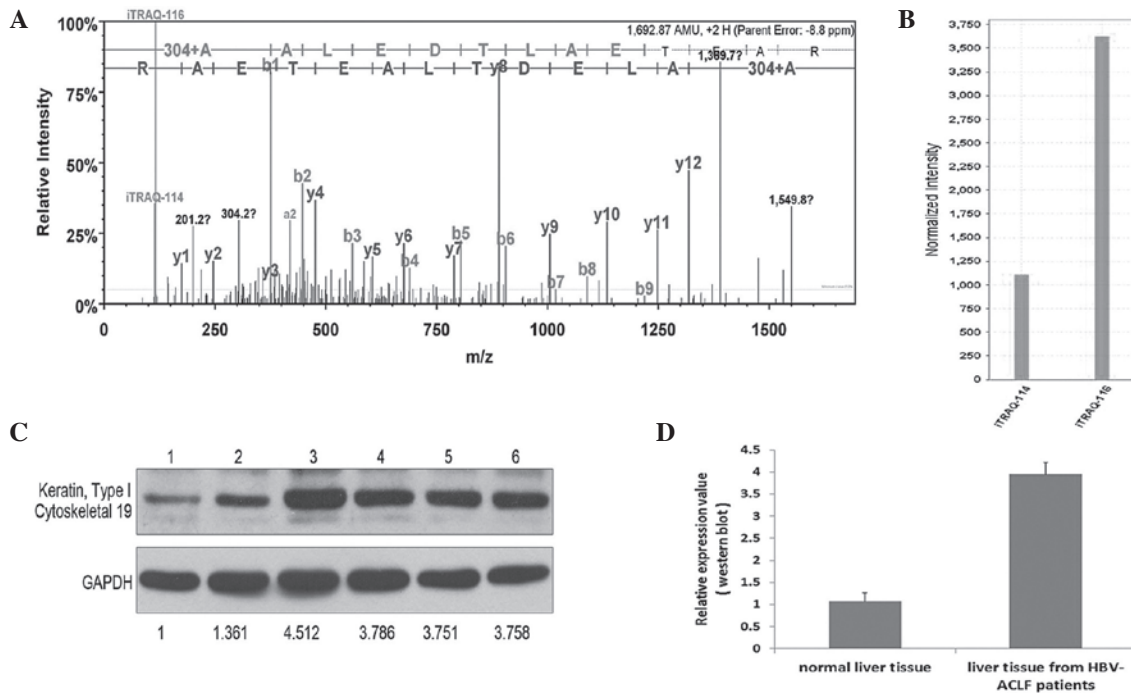 A
iTRAQ-116
1,692.87 AMU, +2 H (Parent Error: -8.8 ppm)
304+A A L E D T L A E T E A R
1,389.7?
R A E T E A L T D E L A 304+A
b1
y8
100%
75%
50%
25%
0%
Relative Intensity
iTRAQ-114
201.2?
304.2?
y1
y2
y3
a2
b2
y4
b3
y5
y6
b4
y7
b5
b6
y9
b7
b8
y10
b9
y11
y12
1,549.8?
0 250 500 750 1000 1250 1500
m/z
B
3,750
3,500
3,250
3,000
2,750
2,500
2,250
2,000
1,750
1,500
1,250
1,000
750
500
250
0
Normalized Intensity
iTRAQ-114
iTRAQ-116
C
1 2 3 4 5 6
Keratin, Type I
Cytoskeletal 19
GAPDH
1 1.361 4.512 3.786 3.751 3.758
D
4.5
4
3.5
3
2.5
2
1.5
1
0.5
0
Relative expression value
( western blot )
normal liver tissue
liver tissue from HBV-
ACLF patients